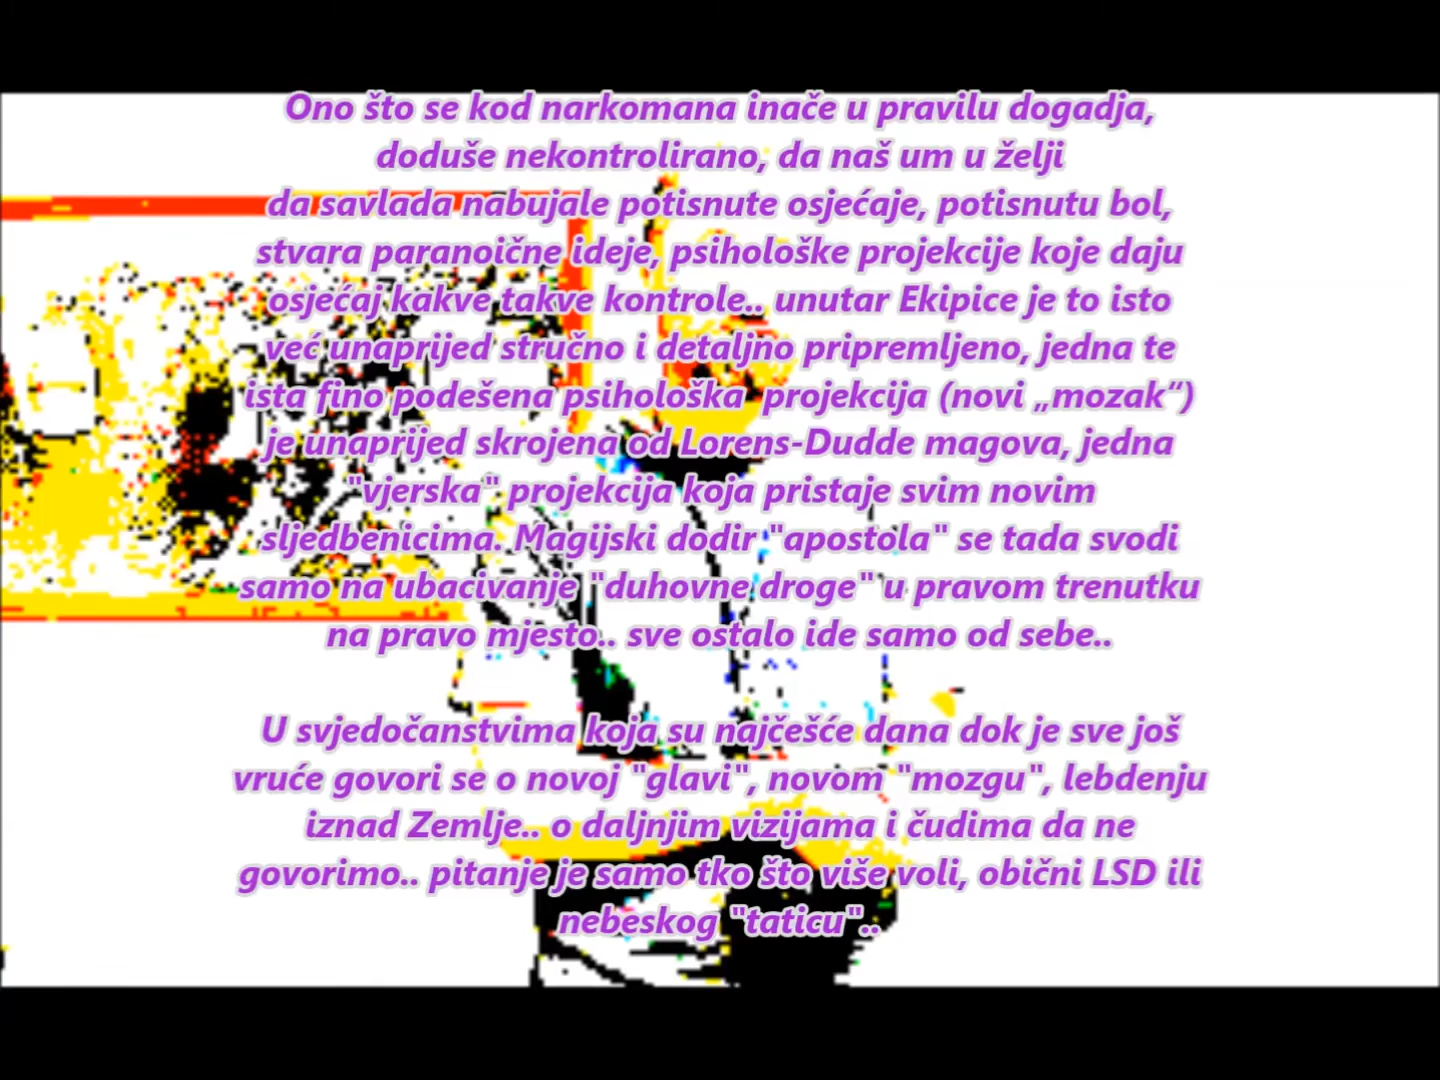 Ono što se kod narkomana inače u pravilu dogadja,
doduše nekontrolirano, da naš um u želji
da savlada nabujale potisnute osjećaje, potisnutu bol,
stvara paranoične ideje, psihološke projekcije koje daju
osjećaj kakve takve kontrole.. unutar Ekipice je to isto
već unaprijed stručno i detaljno pripremljeno, jedna te
ista fino podešena psihološka projekcija (novi „mozak“)
je unaprijed skrojena od Lorens-Dudde magova, jedna
"vjerska" projekcija koja pristaje svim novim
sljedbenicima. Magijski dodir "apostola" se tada svodi
samo na ubacivanje "duhovne droge" u pravom trenutku
na pravo mjesto.. sve ostalo ide samo od sebe..
U svjedočanstvima koja su najčešće dana dok je sve još
vruće govori se o novoj "glavi", novom "mozgu", lebdenju
iznad Zemlje.. o daljnjim vizijama i čudima da ne
govorimo.. pitanje je samo tko što više voli, obični LSD ili
nebeskog "taticu"..